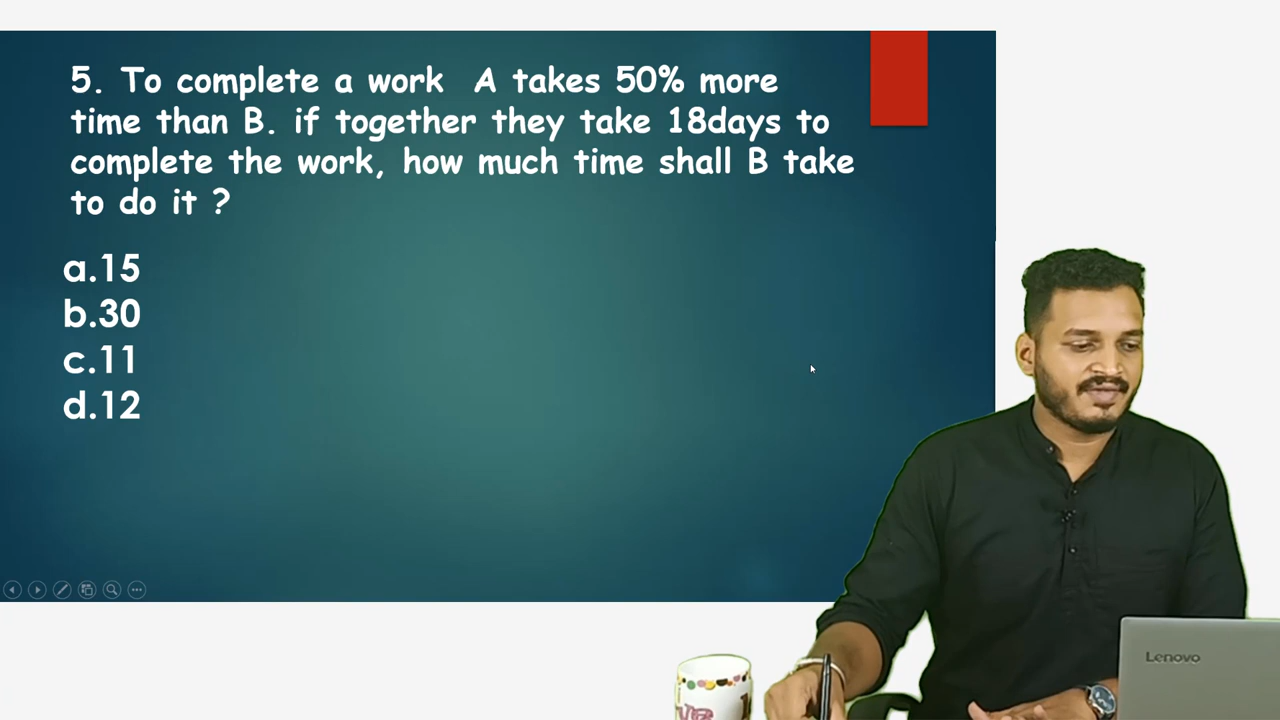 5. To complete a work A takes 50% more
time than B. if together they take 18days to
complete the work, how much time shall B take
to do it ?
a.15
b.30
c.11
d.12
Lenovo